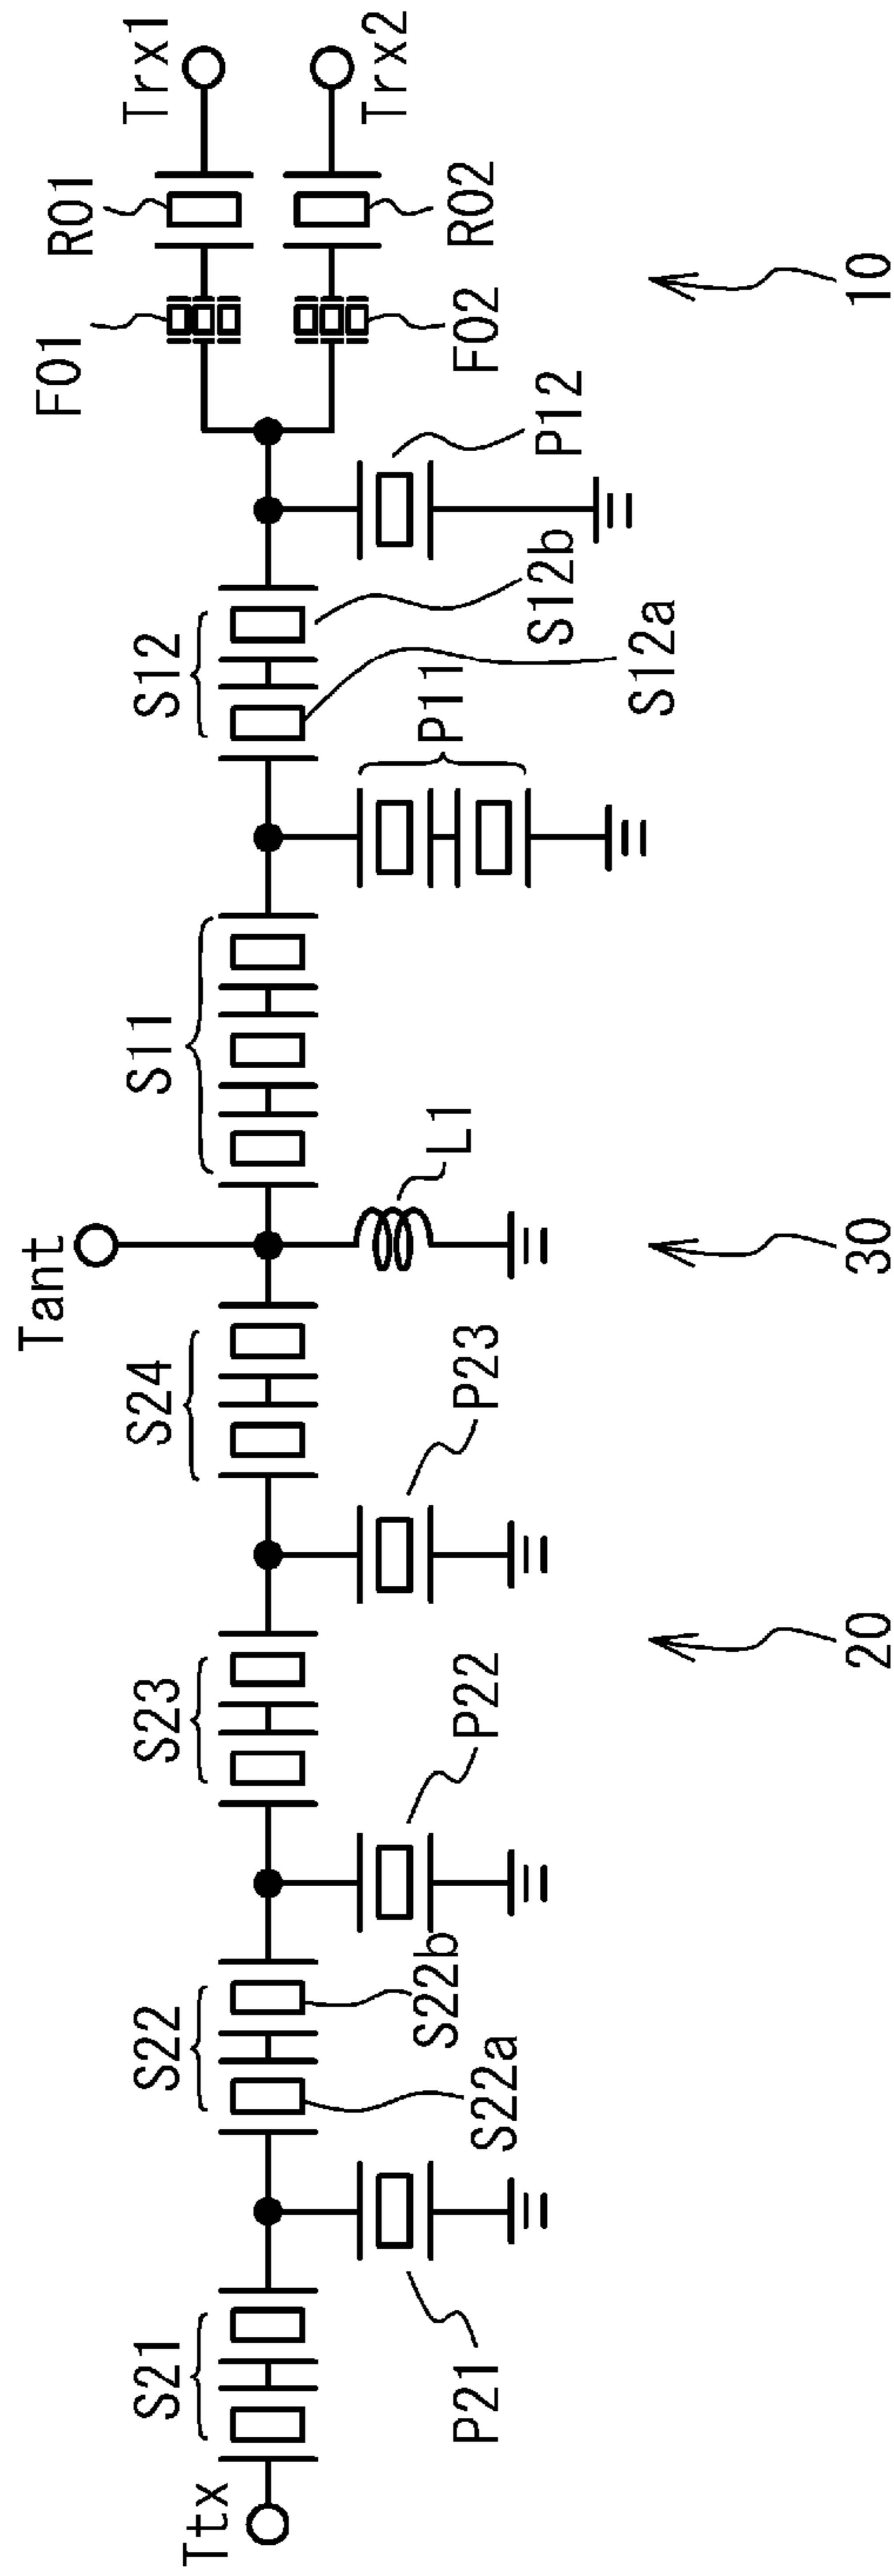 Ttx
S21
P21
S22
S22a
S22b
P22
S23
P23
S24
Tant
L1
S11
P11
S12
S12a
S12b
P12
F01
F02
R01
R02
Trx1
Trx2
20
30
10